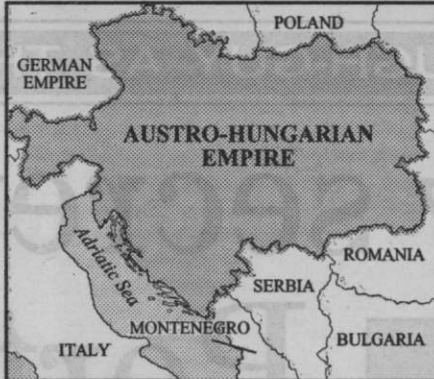 POLAND
GERMAN
EMPIRE
AUSTRO-HUNGARIAN
EMPIRE
Adriatic Sea
ROMANIA
SERBIA
MONTENEGRO
ITALY
BULGARIA